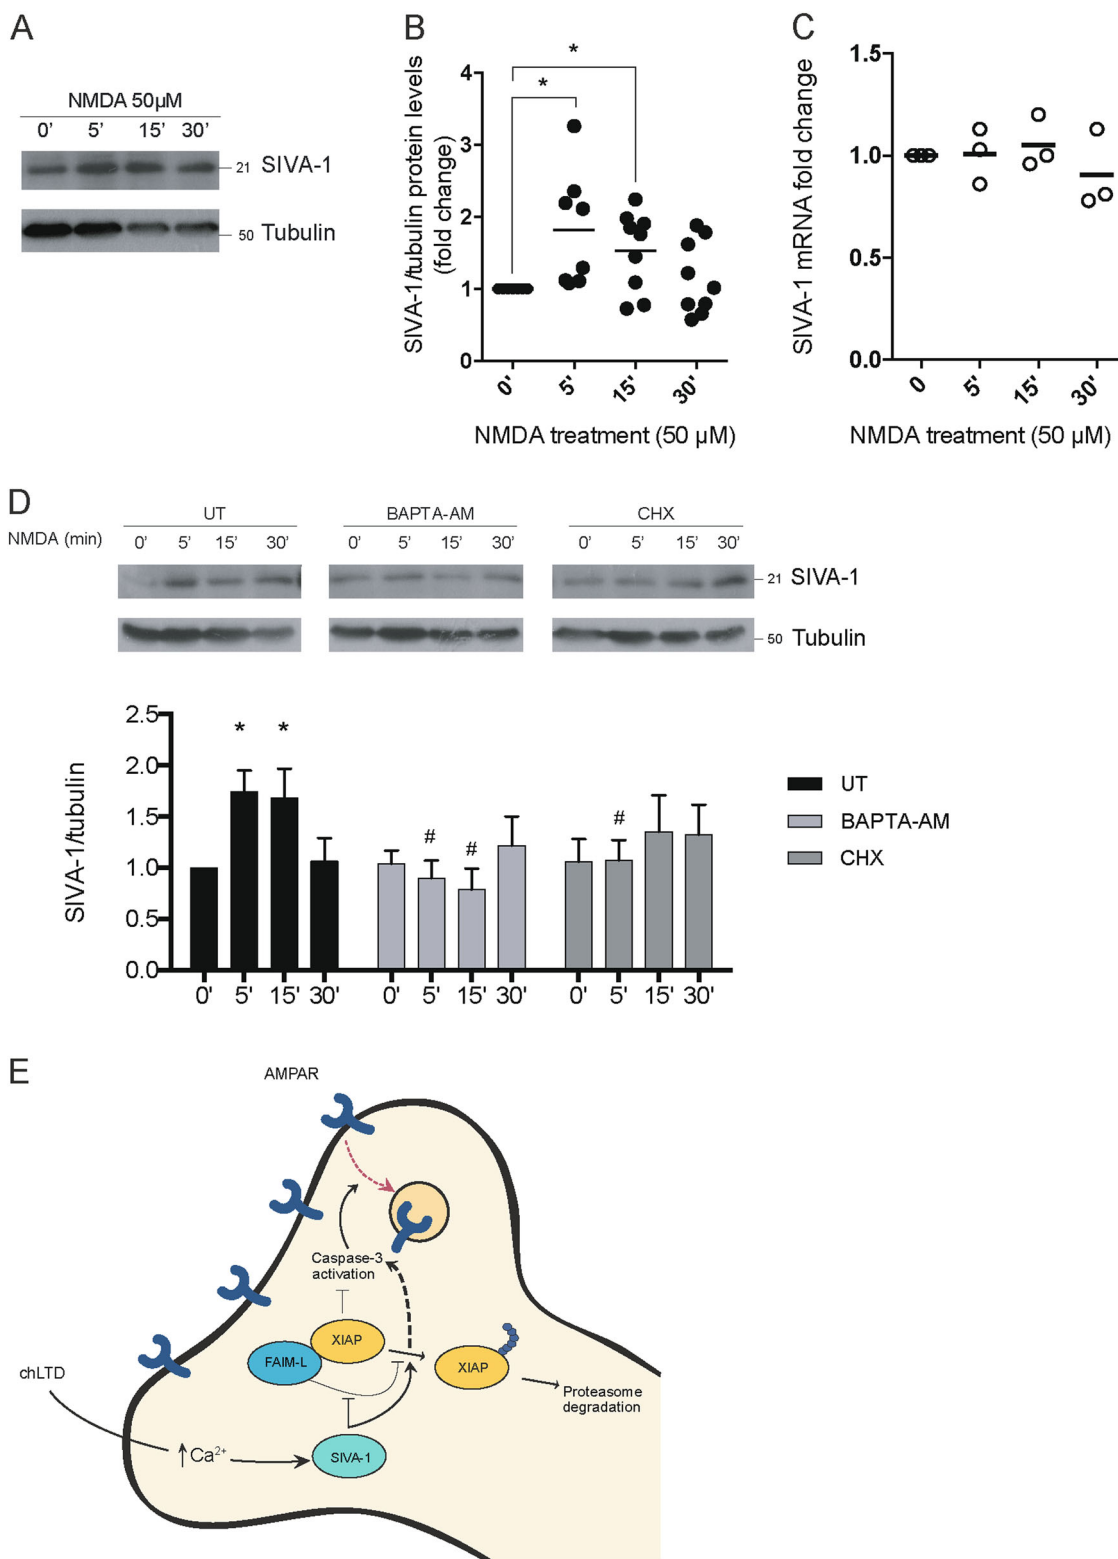 A
NMDA 50µM
0' 5' 15' 30'
21 SIVA-1
50 Tubulin
B
SIVA-1/tubulin protein levels
(fold change)
4
3
2
1
0
* *
0' 5' 15' 30'
NMDA treatment (50 µM)
C
SIVA-1 mRNA fold change
1.5
1.0
0.5
0.0
0 5' 15' 30'
NMDA treatment (50 µM)
D
UT BAPTA-AM CHX
NMDA (min) 0' 5' 15' 30' 0' 5' 15' 30' 0' 5' 15' 30'
21 SIVA-1
50 Tubulin
SIVA-1/tubulin
2.5
2.0
1.5
1.0
0.5
0.0
* * # # #
0' 5' 15' 30' 0' 5' 15' 30' 0' 5' 15' 30'
UT
BAPTA-AM
CHX
E
AMPAR
Caspase-3
activation
XIAP
FAIM-L
XIAP
Proteasome
degradation
chLTD
↑Ca²⁺
SIVA-1